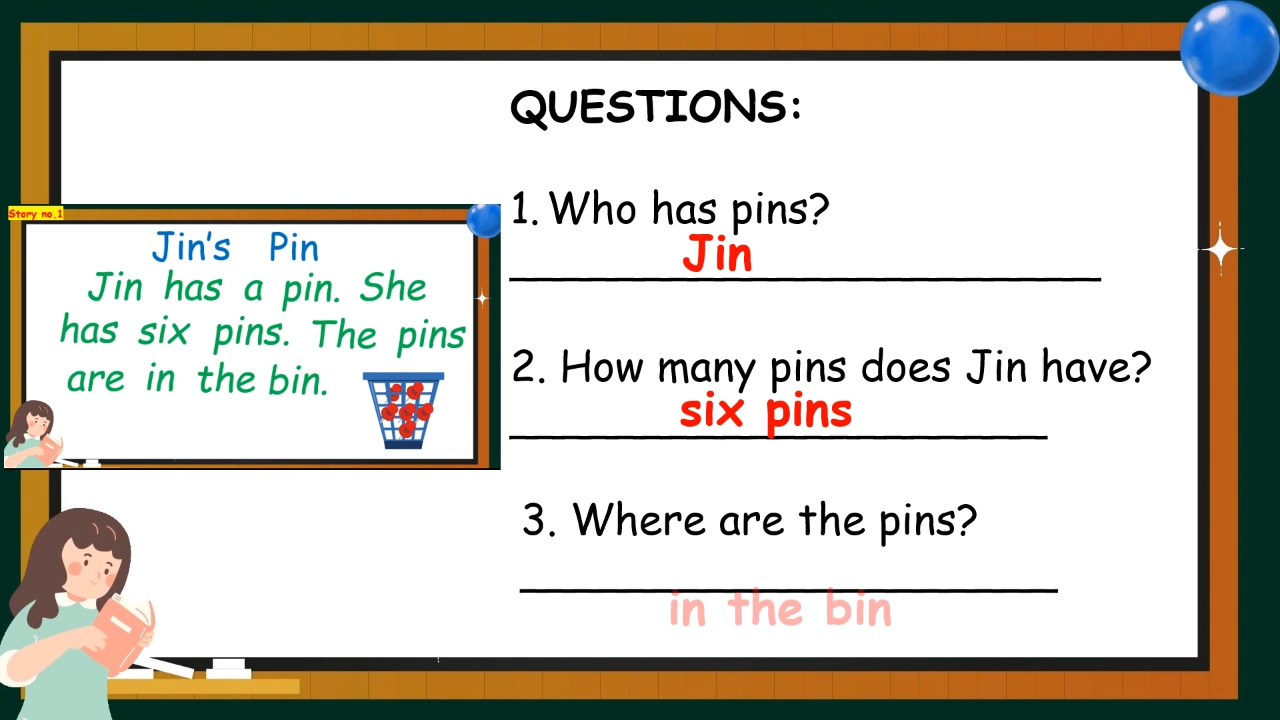 QUESTIONS:
Story no.1
Jin's Pin
Jin has a pin. She
has six pins. The pins
are in the bin.
1. Who has pins?
Jin
2. How many pins does Jin have?
six pins
3. Where are the pins?
in the bin